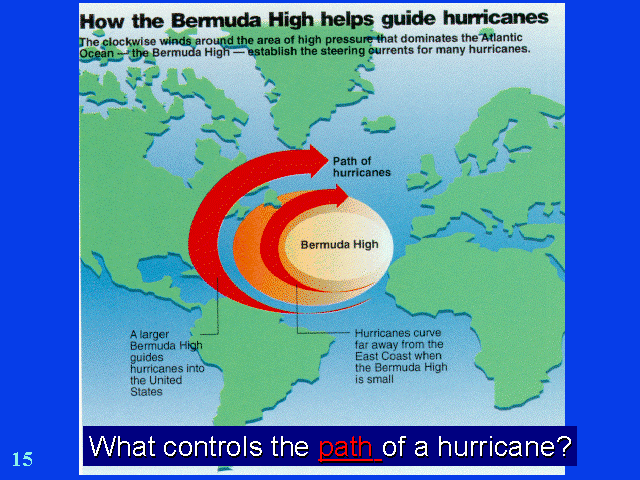 How the Bermuda High helps guide hurricanes
The clockwise winds around the area of high pressure that dominates the Atlantic
Ocean — the Bermuda High — establish the steering currents for many hurricanes.
Path of
hurricanes
Bermuda High
A larger
Bermuda High
guides
hurricanes into
the United
States
Hurricanes curve
far away from the
East Coast when
the Bermuda High
is small
What controls the path of a hurricane?
15